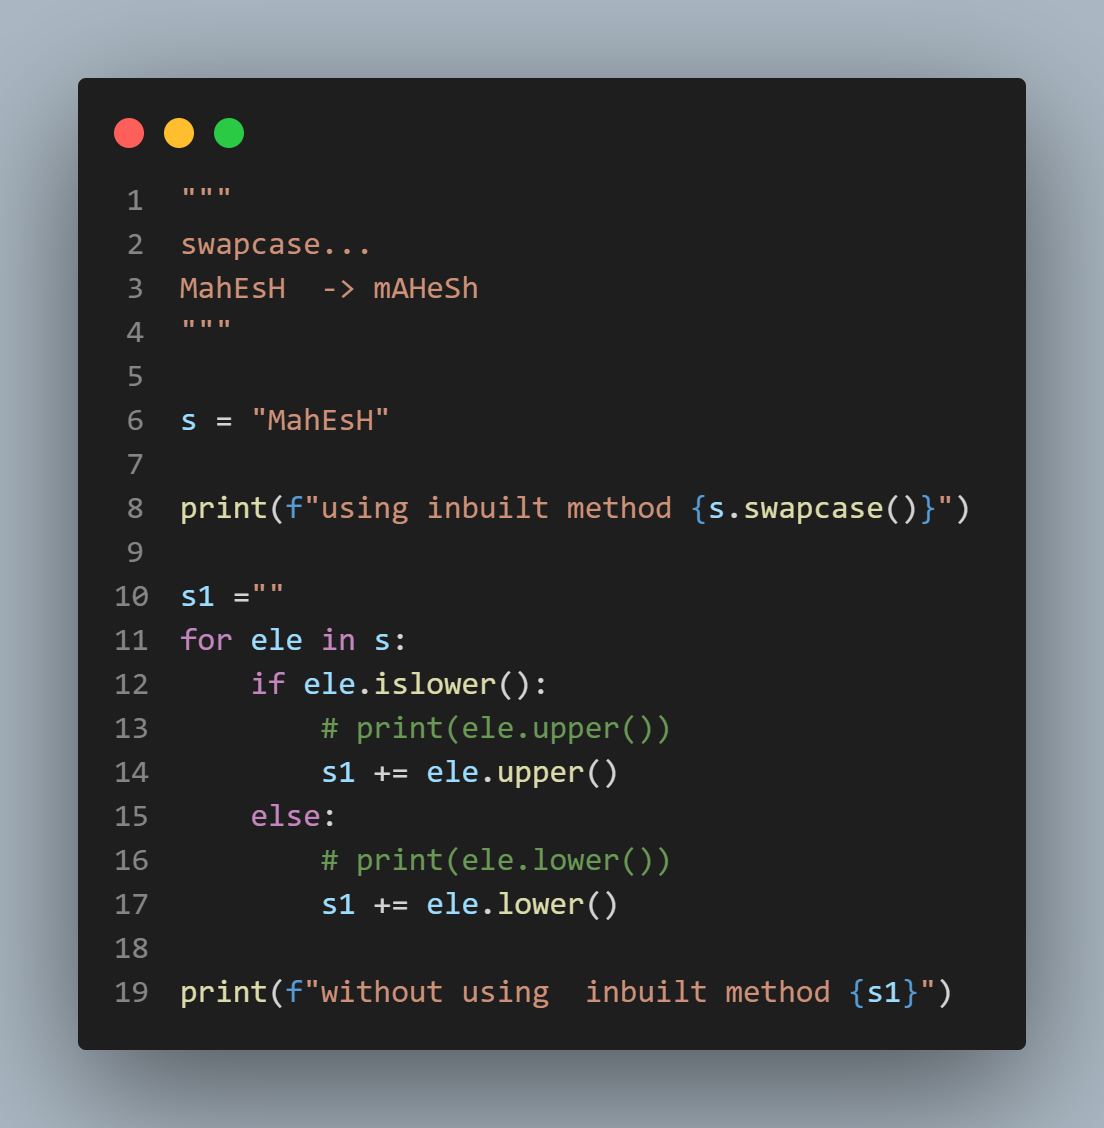 1 """
2 swapcase...
3 MahEsH  -> mAHeSh
4 """
5
6 s = "MahEsH"
7
8 print(f"using inbuilt method {s.swapcase()}")
9
10 s1 =""
11 for ele in s:
12     if ele.islower():
13         # print(ele.upper())
14         s1 += ele.upper()
15     else:
16         # print(ele.lower())
17         s1 += ele.lower()
18
19 print(f"without using  inbuilt method {s1}")